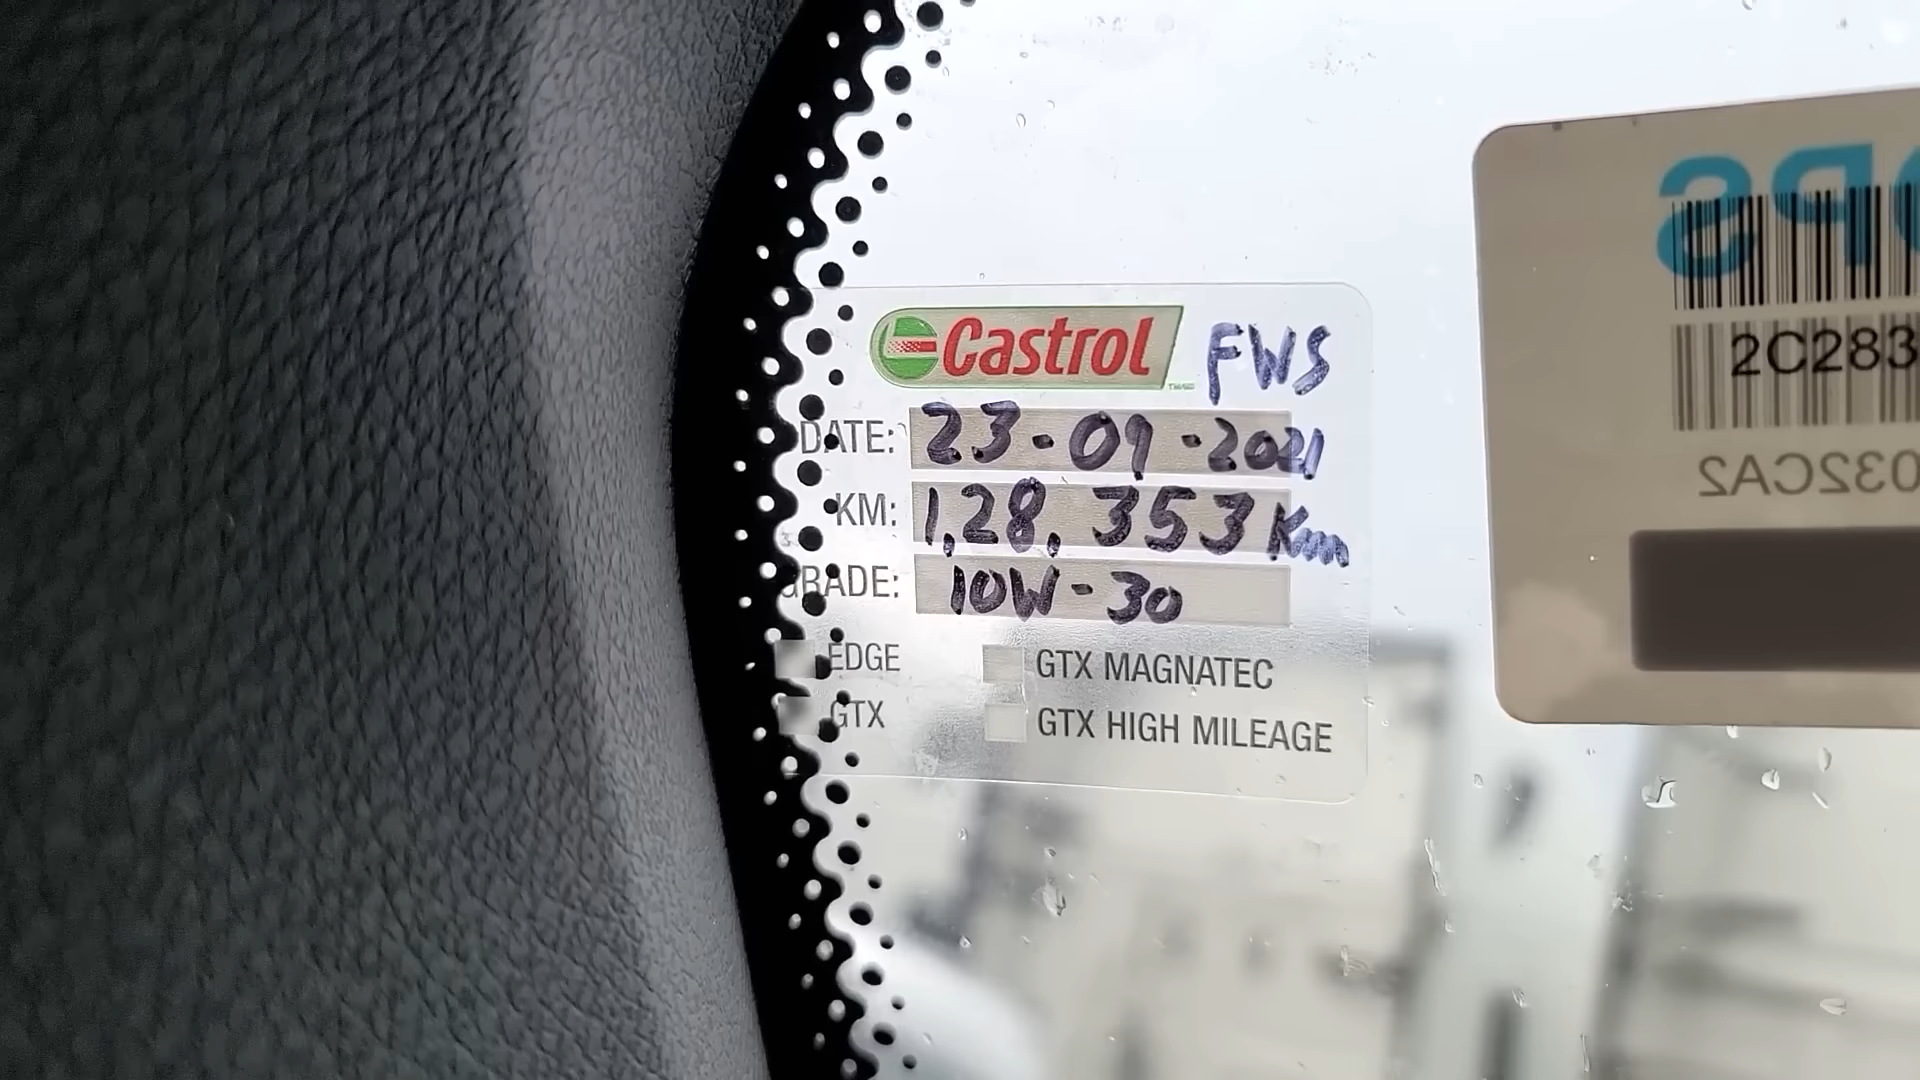 Castrol FWS
DATE: 23-09-2021
KM: 1,28,353 Km
GRADE: 10W-30
EDGE
GTX MAGNATEC
GTX
GTX HIGH MILEAGE
2C283
032CA2